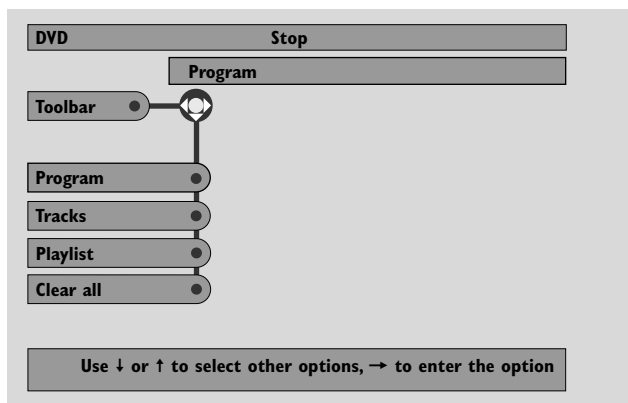 DVD Stop
Program
Toolbar
Program
Tracks
Playlist
Clear all
Use ↓ or ↑ to select other options, → to enter the option